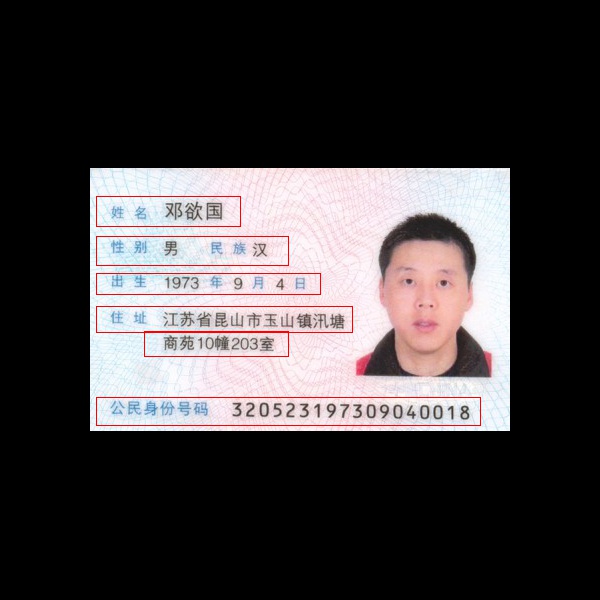 姓名 邓欲国
性别 男 民族 汉
出生 1973 年 9 月 4 日
住址 江苏省昆山市玉山镇汛塘
商苑10幢203室
公民身份号码 320523197309040018